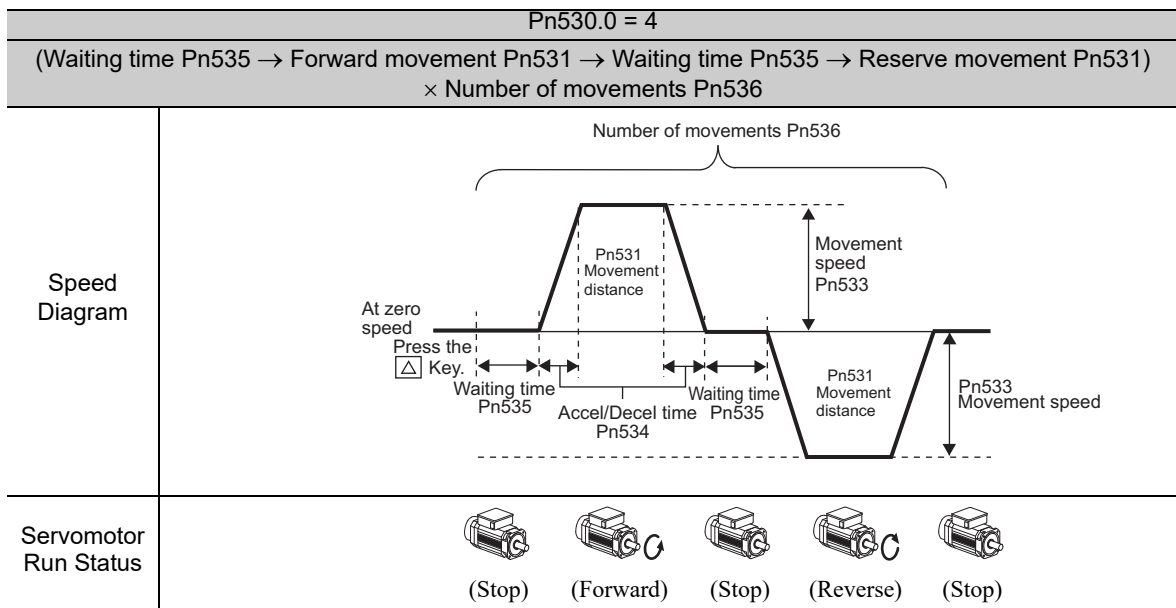 Pn530.0 = 4
(Waiting time Pn535 → Forward movement Pn531 → Waiting time Pn535 → Reserve movement Pn531)
× Number of movements Pn536
Speed
Diagram
Number of movements Pn536
Pn531
Movement
distance
Movement
speed
Pn533
At zero
speed
Press the
△ Key.
Waiting time
Pn535
Accel/Decel time
Pn534
Waiting time
Pn535
Pn531
Movement
distance
Pn533
Movement speed
Servomotor
Run Status
(Stop) (Forward) (Stop) (Reverse) (Stop)